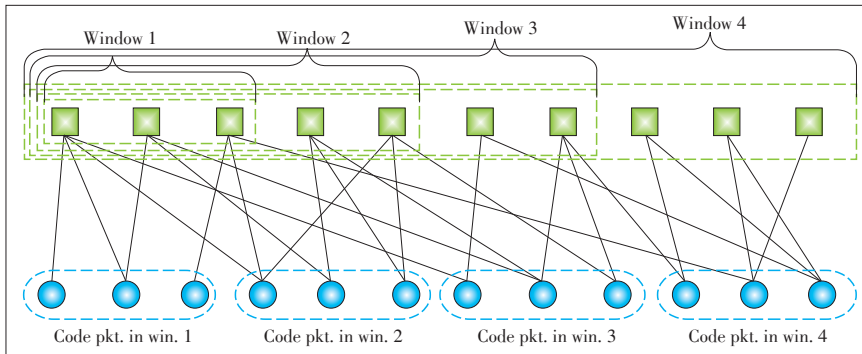 Window 1
Window 2
Window 3
Window 4
Code pkt. in win. 1
Code pkt. in win. 2
Code pkt. in win. 3
Code pkt. in win. 4